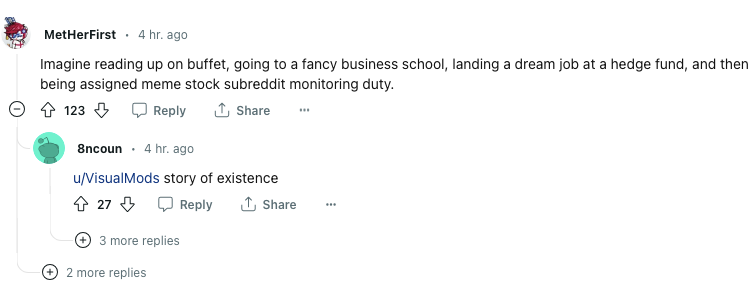 MetHerFirst · 4 hr. ago
Imagine reading up on buffet, going to a fancy business school, landing a dream job at a hedge fund, and then
being assigned meme stock subreddit monitoring duty.
123 Reply Share ···
8ncoun · 4 hr. ago
u/VisualMods story of existence
27 Reply Share ···
3 more replies
2 more replies